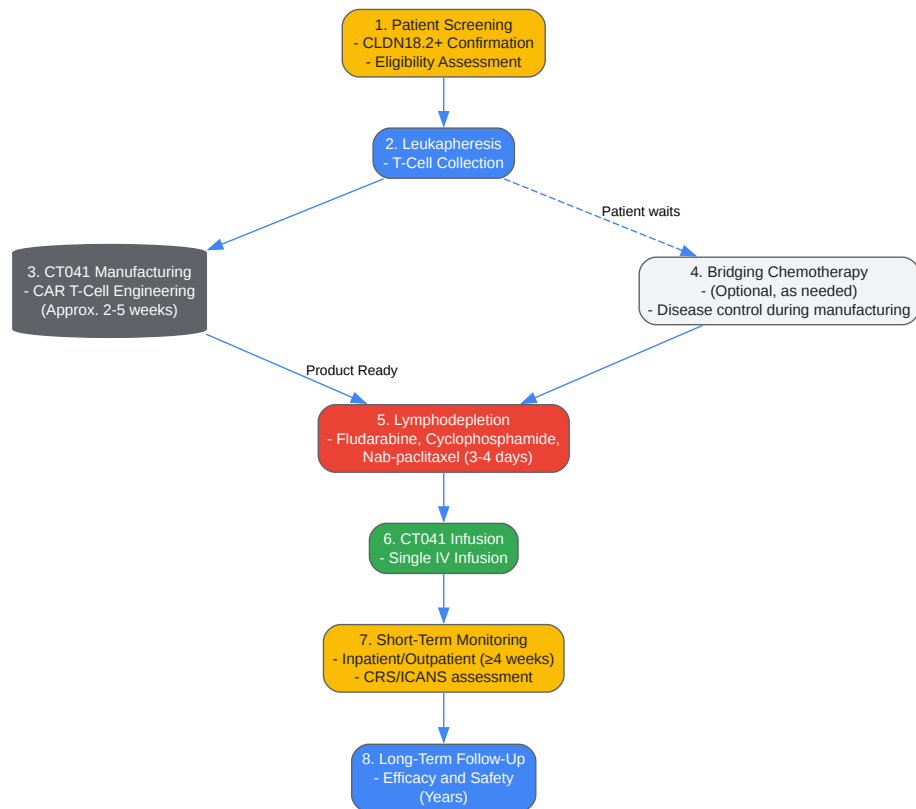 1. Patient Screening
- CLDN18.2+ Confirmation
- Eligibility Assessment
2. Leukapheresis
- T-Cell Collection
Patient waits
3. CT041 Manufacturing
- CAR T-Cell Engineering
(Approx. 2-5 weeks)
4. Bridging Chemotherapy
- (Optional, as needed)
- Disease control during manufacturing
Product Ready
5. Lymphodepletion
- Fludarabine, Cyclophosphamide,
Nab-paclitaxel (3-4 days)
6. CT041 Infusion
- Single IV Infusion
7. Short-Term Monitoring
- Inpatient/Outpatient (≥4 weeks)
- CRS/ICANS assessment
8. Long-Term Follow-Up
- Efficacy and Safety
(Years)